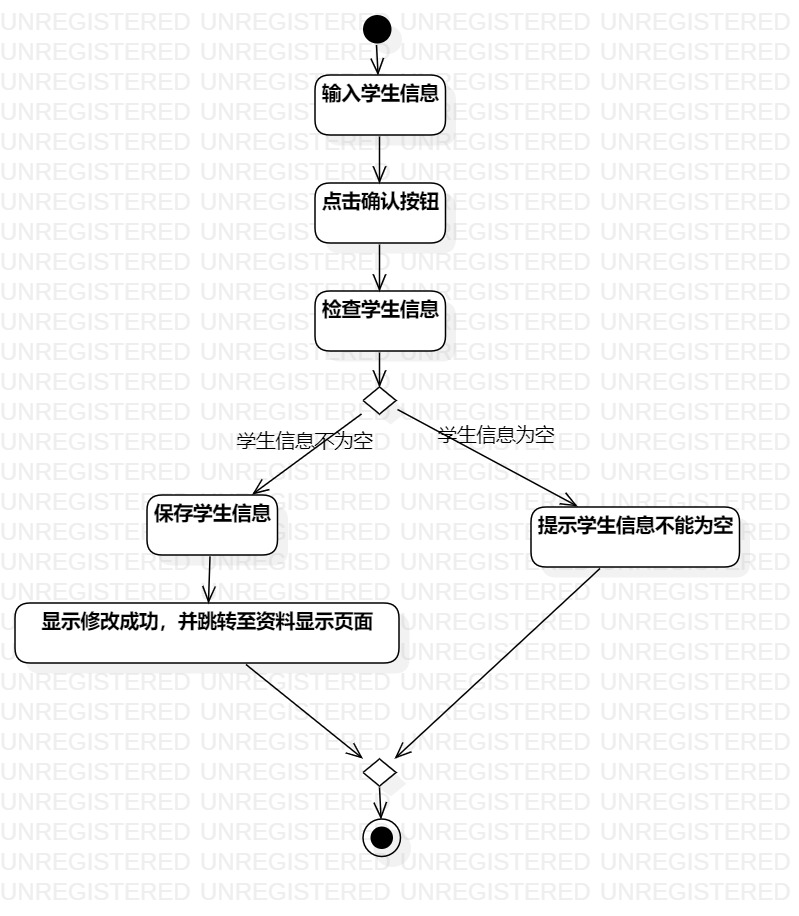 输入学生信息
点击确认按钮
检查学生信息
学生信息不为空
学生信息为空
保存学生信息
提示学生信息不能为空
显示修改成功，并跳转至资料显示页面
UNREGISTERED UNREGISTERED UNREGISTERED UNREGISTERED